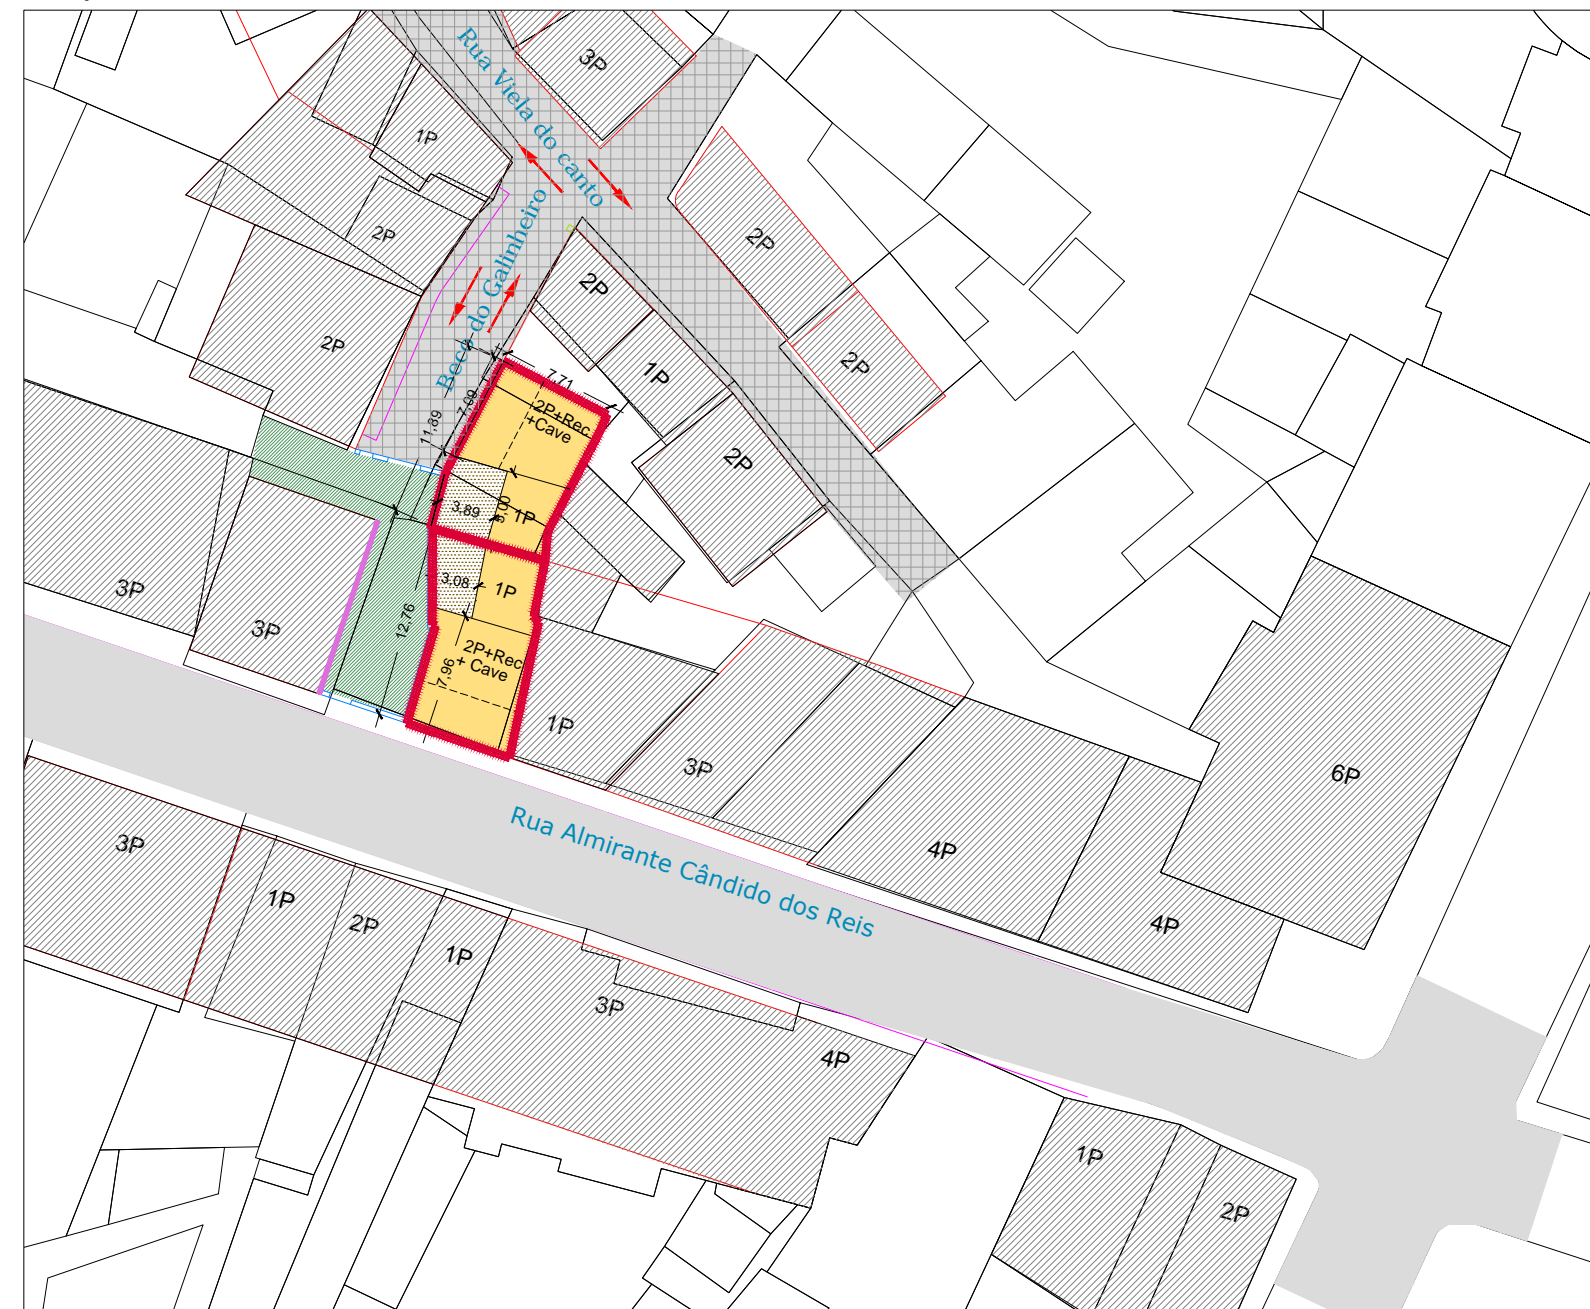 3P
Rua Viela do canto
1P
2P
2P
Beco do Galinheiro
2P
2P
2P
2P
1P
2P
7,71
7,09
11,89
2P+Rec
+Cave
3,89
5,00
1P
3,08
1P
12,76
2P+Rec
+ Cave
7,96
3P
3P
1P
3P
6P
4P
4P
Rua Almirante Cândido dos Reis
3P
1P
2P
1P
3P
4P
1P
2P